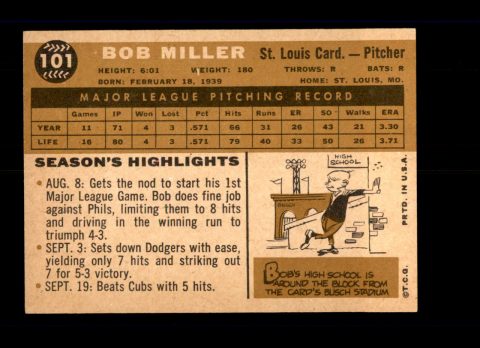 101
BOB MILLER St. Louis Card. — Pitcher
HEIGHT: 6:01 WEIGHT: 180 THROWS: R BATS: R
BORN: FEBRUARY 18, 1939 HOME: ST. LOUIS, MO.
MAJOR LEAGUE PITCHING RECORD
Games IP Won Lost Pct. Hits Runs ER SO Walks ERA
YEAR 11 71 4 3 .571 66 31 26 43 21 3.30
LIFE 16 80 4 3 .571 79 40 33 50 26 3.71
SEASON'S HIGHLIGHTS
• AUG. 8: Gets the nod to start his 1st
Major League Game. Bob does fine job
against Phils, limiting them to 8 hits
and driving in the winning run to
triumph 4-3.
• SEPT. 3: Sets down Dodgers with ease,
yielding only 7 hits and striking out
7 for 5-3 victory.
• SEPT. 19: Beats Cubs with 5 hits.
HIGH
SCHOOL
BUSCH
BOB'S HIGH SCHOOL IS
AROUND THE BLOCK FROM
THE CARD'S BUSCH STADIUM
©T.C.G. PRTD. IN U.S.A.